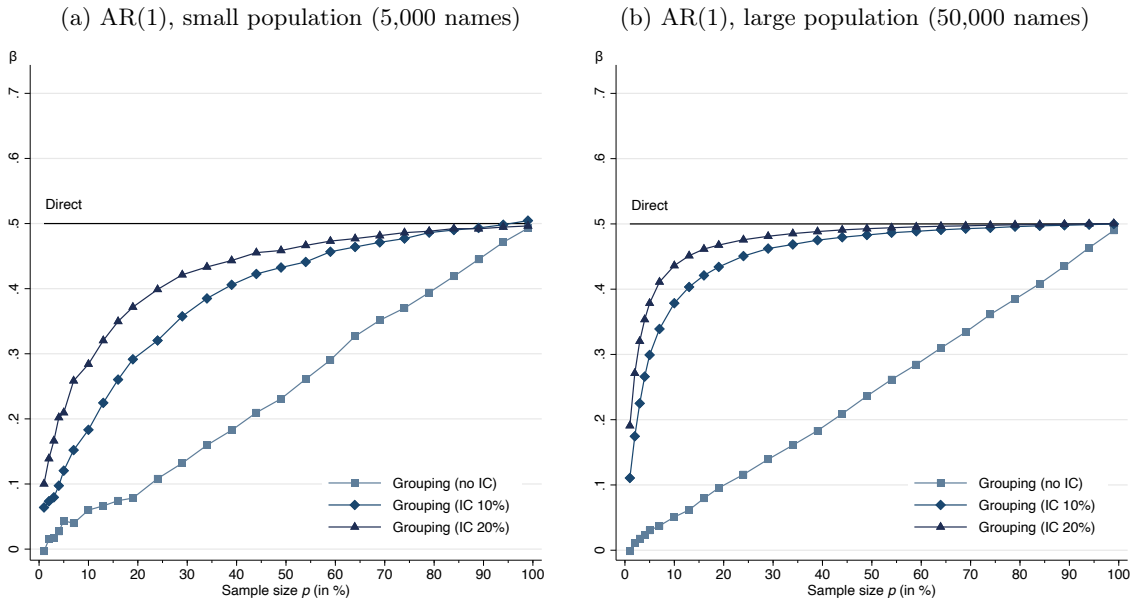 (a) AR(1), small population (5,000 names)
β
.7
.6
.5
.4
.3
.2
.1
0
Direct
Grouping (no IC)
Grouping (IC 10%)
Grouping (IC 20%)
0 10 20 30 40 50 60 70 80 90 100
Sample size p (in %)
(b) AR(1), large population (50,000 names)
β
.7
.6
.5
.4
.3
.2
.1
0
Direct
Grouping (no IC)
Grouping (IC 10%)
Grouping (IC 20%)
0 10 20 30 40 50 60 70 80 90 100
Sample size p (in %)